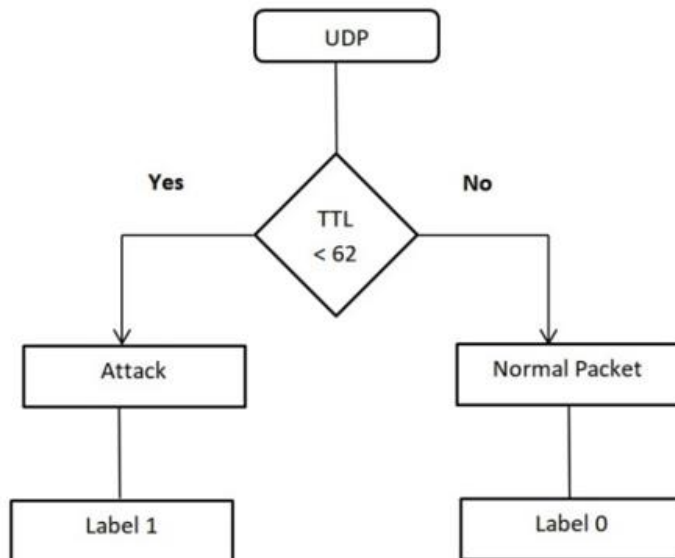 UDP
Yes
No
TTL
< 62
Attack
Normal Packet
Label 1
Label 0